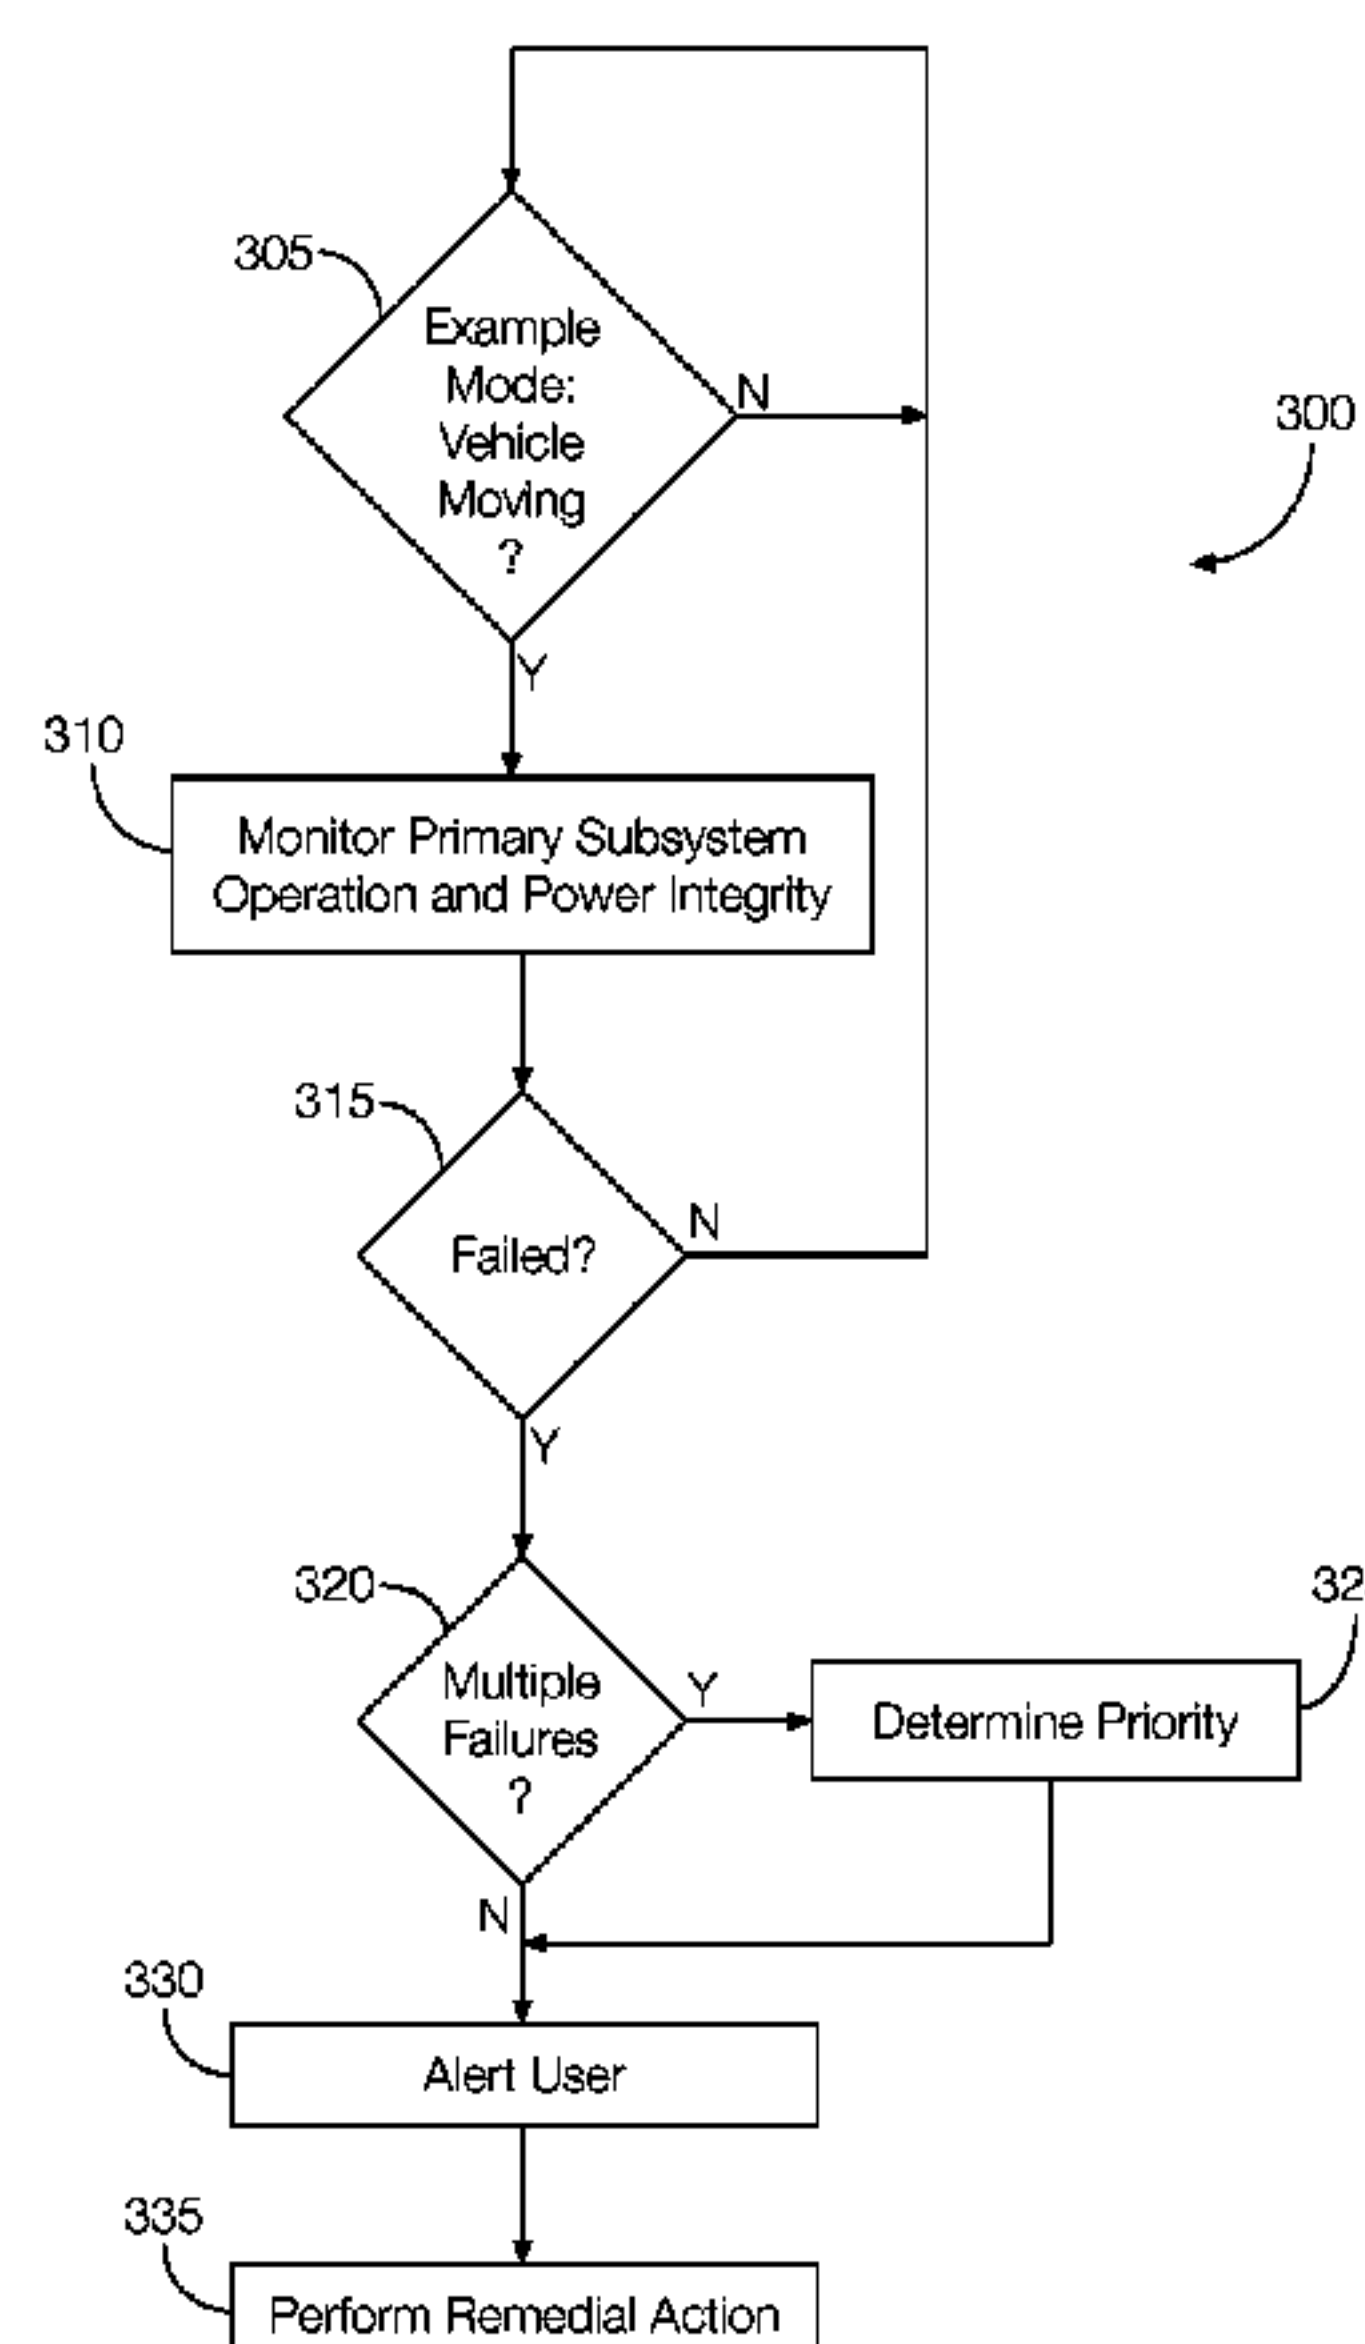 305
Example
Mode:
Vehicle
Moving
?
N
300
Y
310
Monitor Primary Subsystem
Operation and Power Integrity
315
Failed?
N
Y
320
Multiple
Failures
?
Y
32
Determine Priority
N
330
Alert User
335
Perform Remedial Action